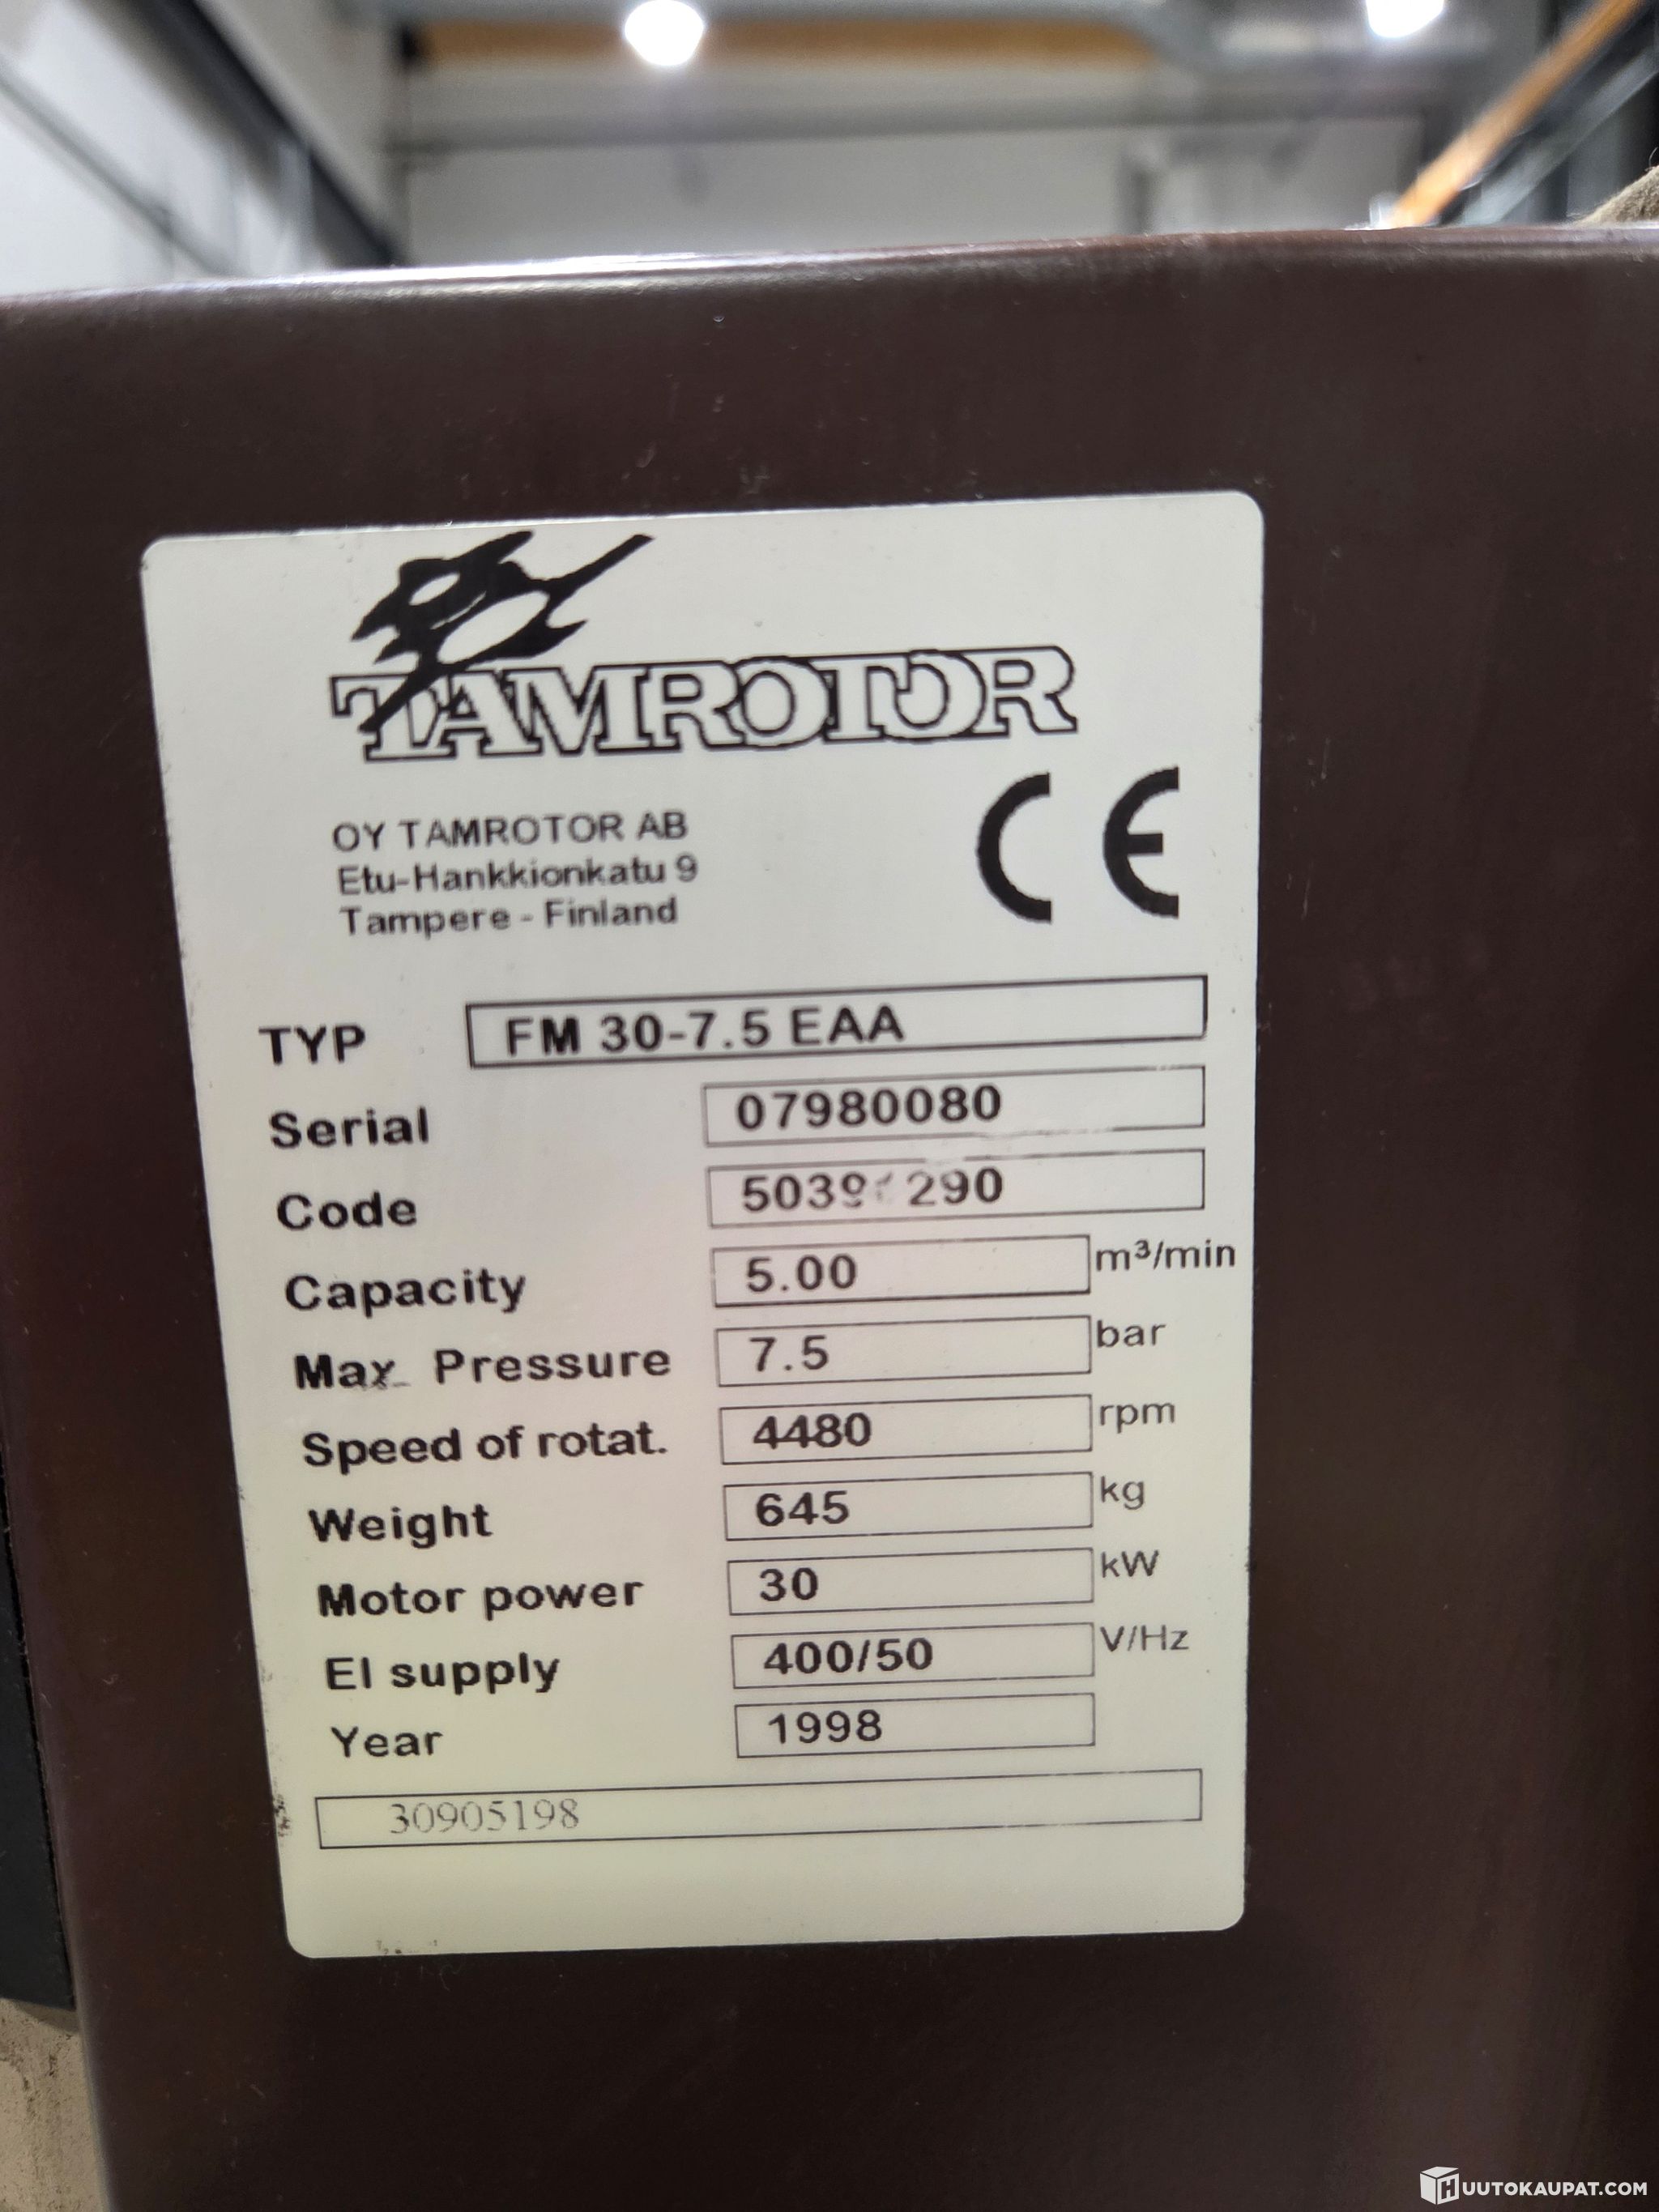 TAMROTOR
OY TAMROTOR AB
Etu-Hankkionkatu 9
Tampere - Finland
CE
TYP FM 30-7.5 EAA
Serial 07980080
Code
Capacity 5.00 m³/min
Max. Pressure 7.5 bar
Speed of rotat. 4480 rpm
Weight 645 kg
Motor power 30 kW
El supply 400/50 V/Hz
Year 1998
30905198
HUUTOKAUPAT.COM